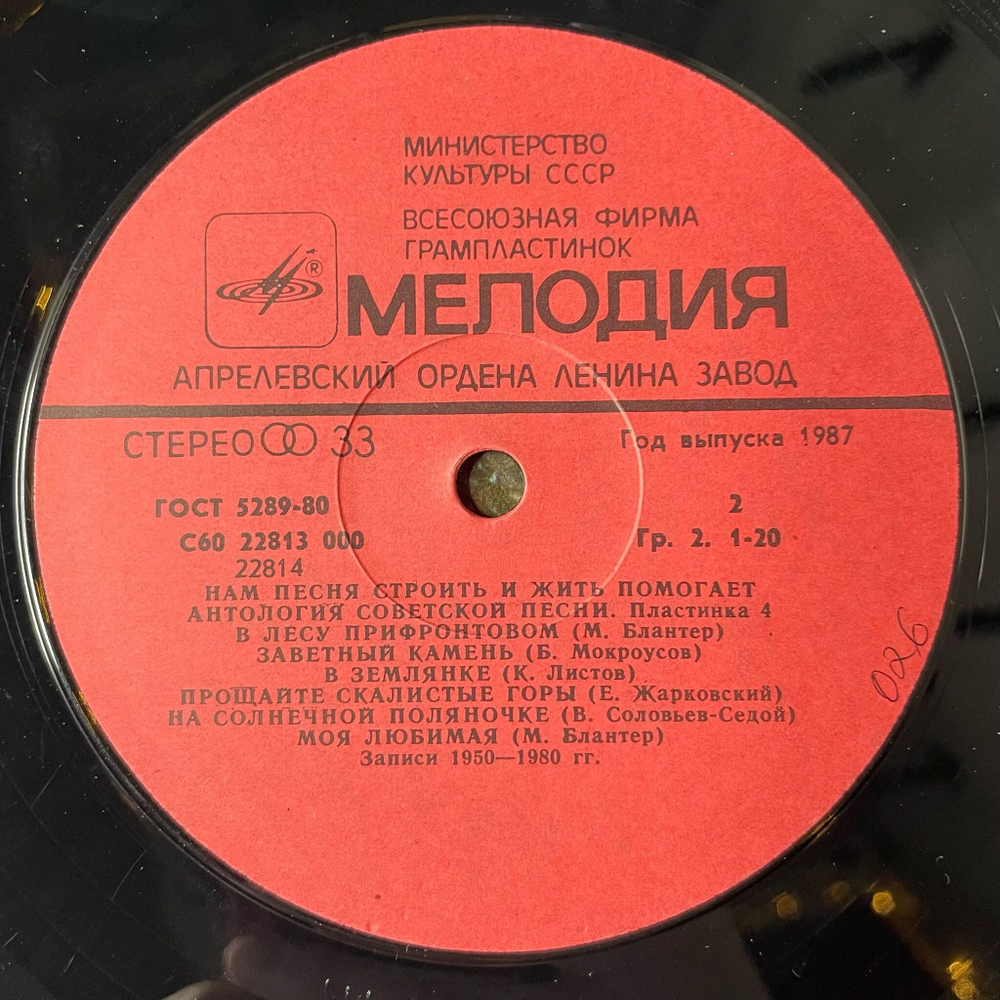 МИНИСТЕРСТВО
КУЛЬТУРЫ СССР
ВСЕСОЮЗНАЯ ФИРМА
ГРАМПЛАСТИНОК
®
МЕЛОДИЯ
АПРЕЛЕВСКИЙ ОРДЕНА ЛЕНИНА ЗАВОД
СТЕРЕО 33
Год выпуска 1987
ГОСТ 5289-80
2
С60 22813 000
Гр. 2. 1-20
22814
НАМ ПЕСНЯ СТРОИТЬ И ЖИТЬ ПОМОГАЕТ
АНТОЛОГИЯ СОВЕТСКОЙ ПЕСНИ. Пластинка 4
В ЛЕСУ ПРИФРОНТОВОМ (М. Блантер)
ЗАВЕТНЫЙ КАМЕНЬ (Б. Мокроусов)
В ЗЕМЛЯНКЕ (К. Листов)
ПРОЩАЙТЕ СКАЛИСТЫЕ ГОРЫ (Е. Жарковский)
НА СОЛНЕЧНОЙ ПОЛЯНОЧКЕ (В. Соловьев-Седой)
МОЯ ЛЮБИМАЯ (М. Блантер)
Записи 1950—1980 гг.
026